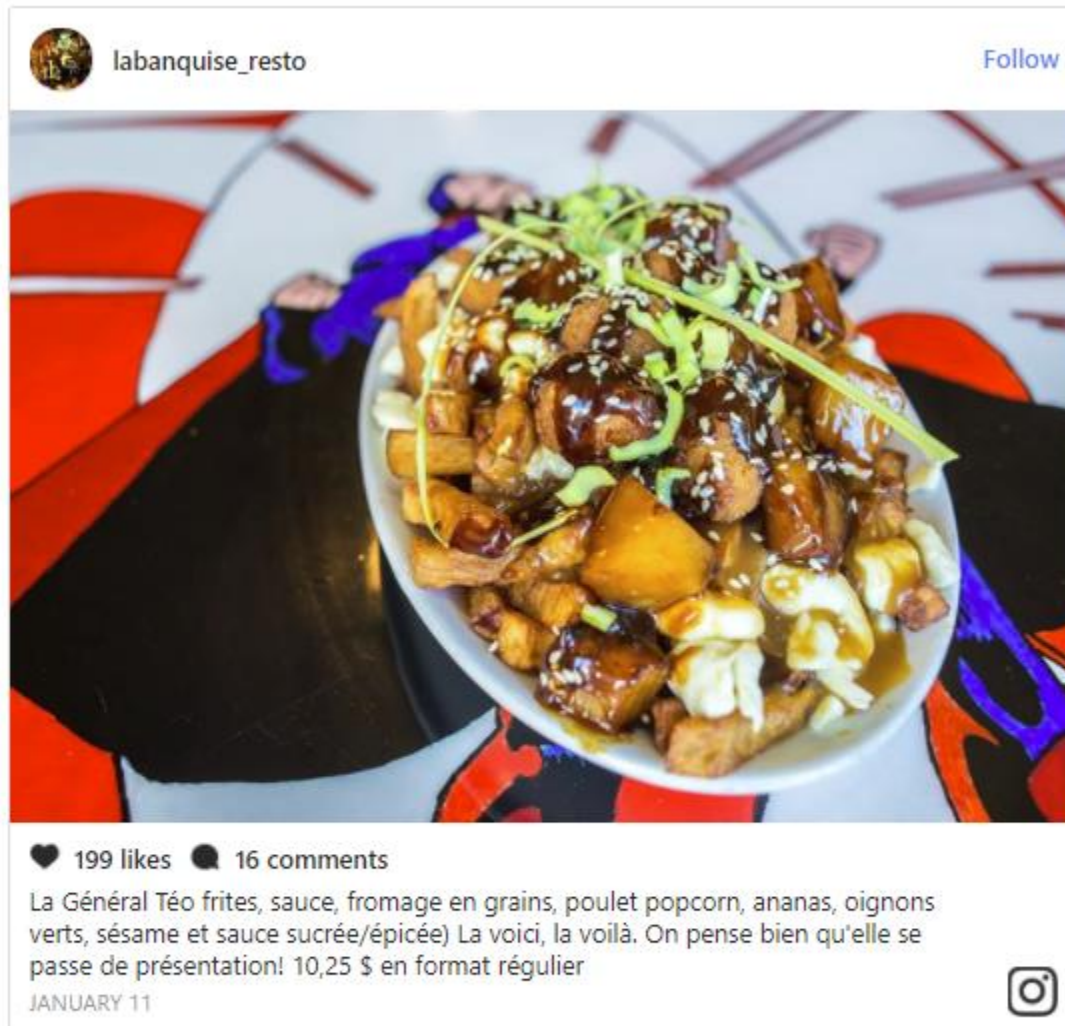 labanquise_resto
Follow
199 likes 16 comments
La Général Téo frites, sauce, fromage en grains, poulet popcorn, ananas, oignons
verts, sésame et sauce sucrée/épicée) La voici, la voilà. On pense bien qu'elle se
passe de présentation! 10,25 $ en format régulier
JANUARY 11